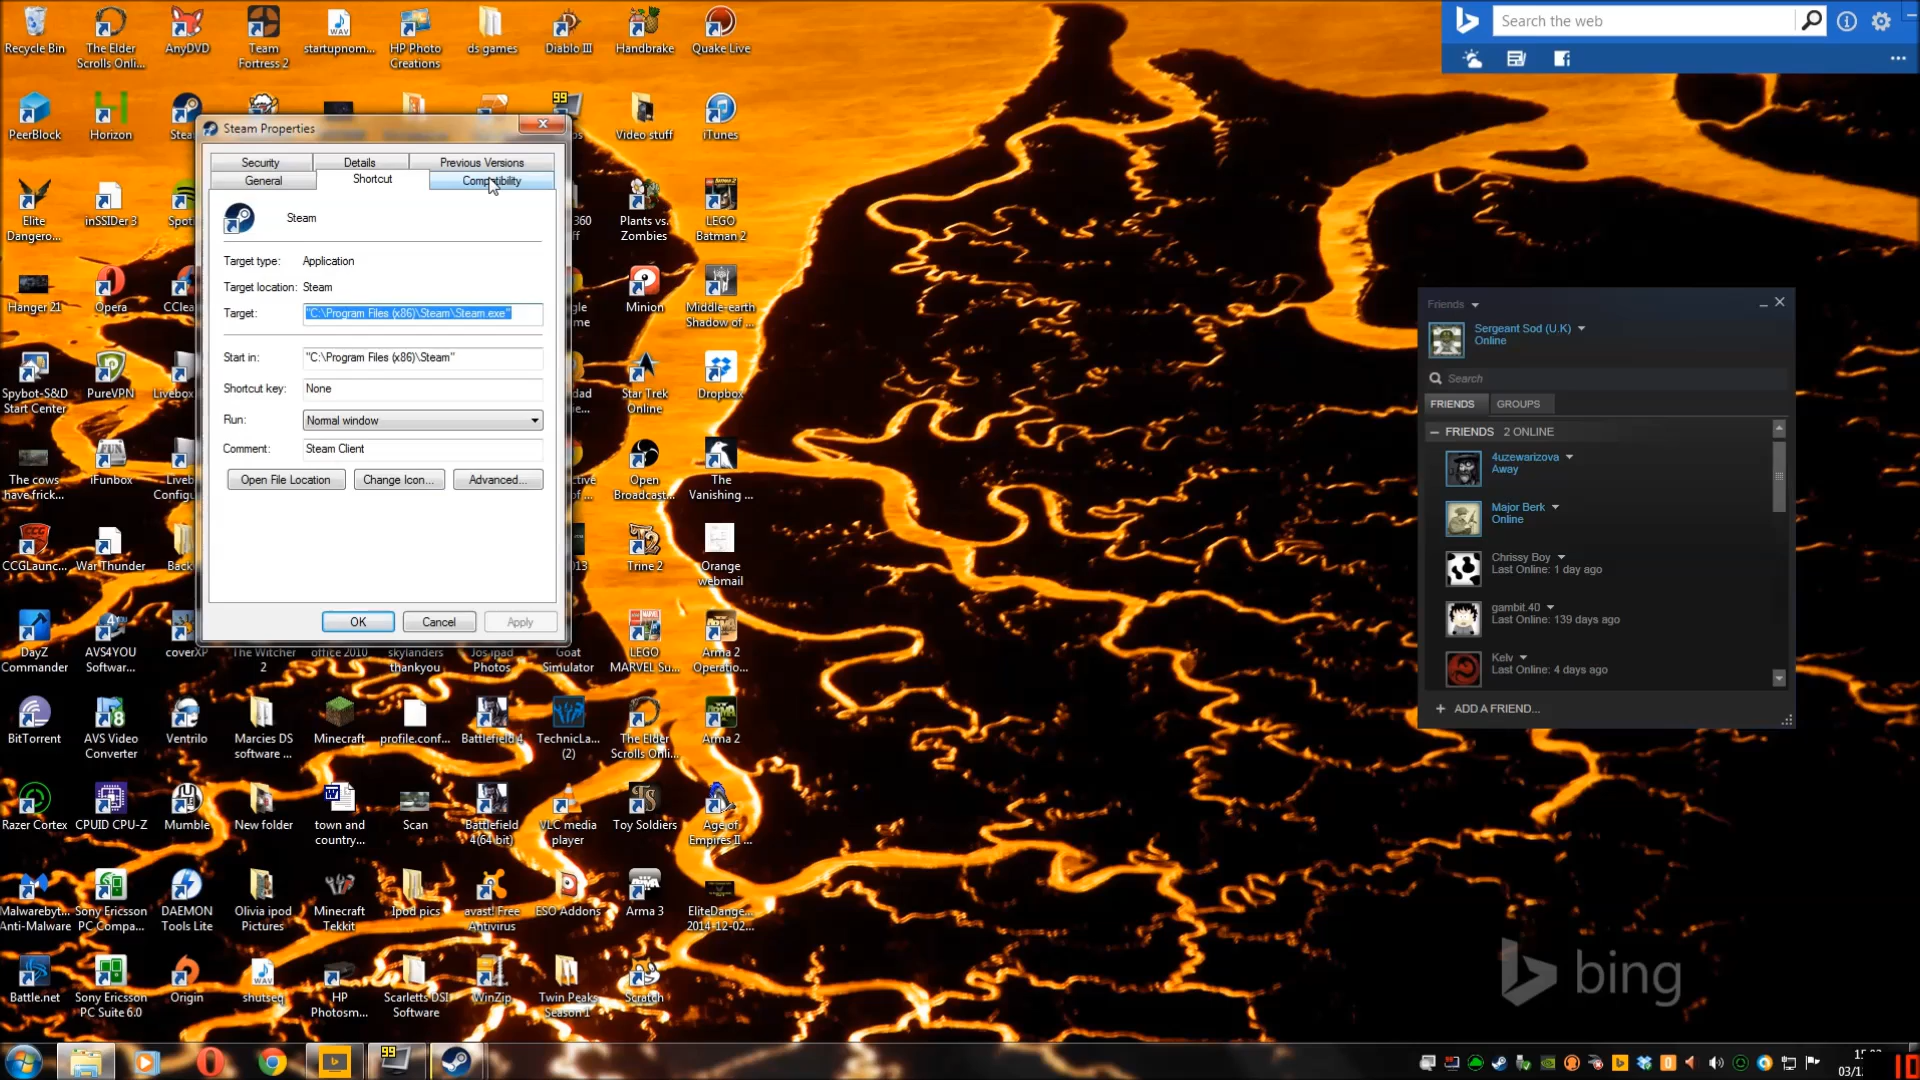 Recycle Bin
The Elder
Scrolls Onli...
AnyDVD
Team
Fortress 2
startupnom...
HP Photo
Creations
ds games
Diablo III
Handbrake
Quake Live
PeerBlock
Horizon
Video stuff
iTunes
Elite
Dangero...
inSSIDer 3
Plants vs.
Zombies
LEGO
Batman 2
Hanger 21
Opera
Minion
Middle-earth
Shadow of ...
Spybot-S&D
Start Center
PureVPN
Livebox
Star Trek
Online
Dropbox
The cows
have frick...
iFunbox
Open
Broadcast...
The
Vanishing ...
CCGLaunc...
War Thunder
Trine 2
Orange
webmail
DayZ
Commander
AVS4YOU
Softwar...
coverXP
The Witcher
2
office 2010
skylanders
thankyou
Jos ipad
Photos
Goat
Simulator
LEGO
MARVEL Su...
Arma 2
Operatio...
BitTorrent
AVS Video
Converter
Ventrilo
Marcies DS
software ...
Minecraft
profile.conf...
Battlefield 4
TechnicLa...
(2)
The Elder
Scrolls Onli...
Arma 2
Razer Cortex
CPUID CPU-Z
Mumble
New folder
town and
country...
Scan
Battlefield
4(64 bit)
VLC media
player
Toy Soldiers
Age of
Empires II ...
Malwareby...
Anti-Malware
Sony Ericsson
PC Compa...
DAEMON
Tools Lite
Olivia ipod
Pictures
Minecraft
Tekkit
Ipod pics
avast! Free
Antivirus
ESO Addons
Arma 3
EliteDange...
2014-12-02...
Battle.net
Sony Ericsson
PC Suite 6.0
Origin
shutseq
HP
Photosm...
Scarletts DSI
Software
WinZip
Twin Peaks
Season 1
Scratch
Steam Properties
Security
Details
Previous Versions
General
Shortcut
Compatibility
Steam
Target type: Application
Target location: Steam
Target: "C:\Program Files (x86)\Steam\Steam.exe"
Start in: "C:\Program Files (x86)\Steam"
Shortcut key: None
Run: Normal window
Comment: Steam Client
Open File Location
Change Icon...
Advanced...
OK
Cancel
Apply
Search the web
Friends
Sergeant Sod (U.K)
Online
Search
FRIENDS
GROUPS
FRIENDS 2 ONLINE
4uzewarizova
Away
Major Berk
Online
Chrissy Boy
Last Online: 1 day ago
gambit.40
Last Online: 139 days ago
Kelv
Last Online: 4 days ago
+ ADD A FRIEND...
bing
99